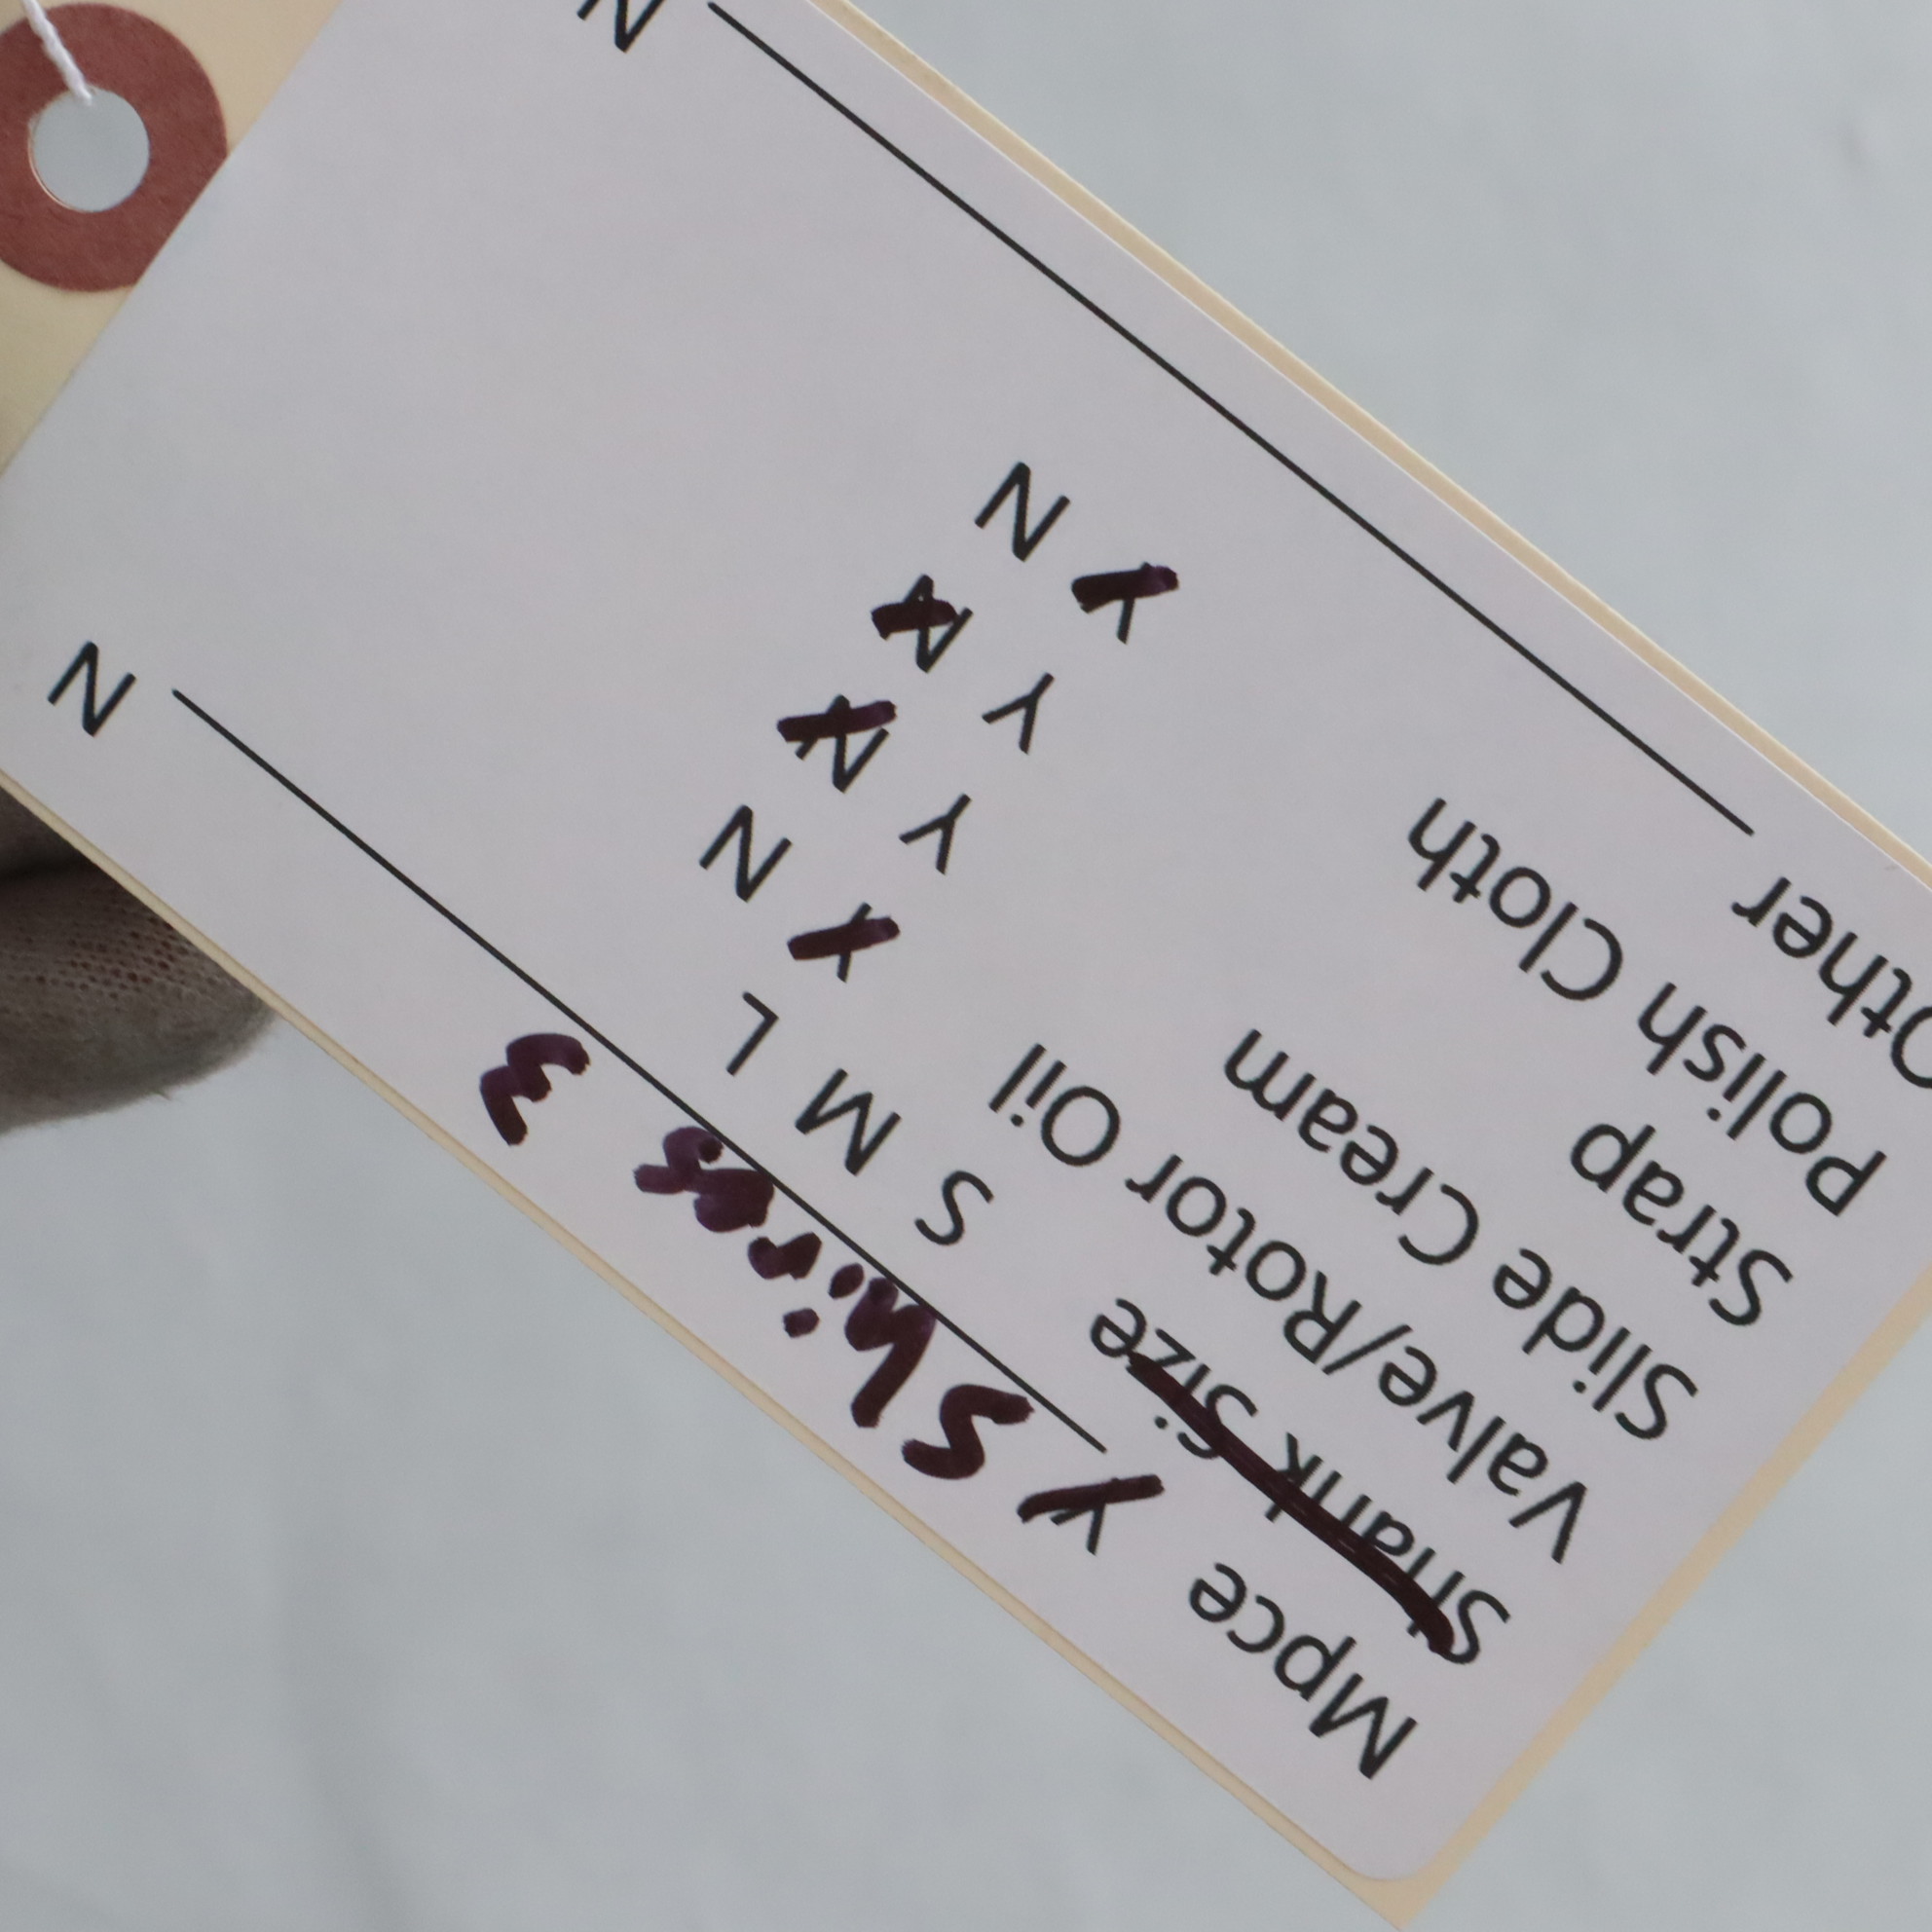 Mpce Y Shires 3 N
Shank Size S M L
Valve/Rotor Oil Y N
Slide Cream Y N
Strap Y N
Polish Cloth Y N
Other N